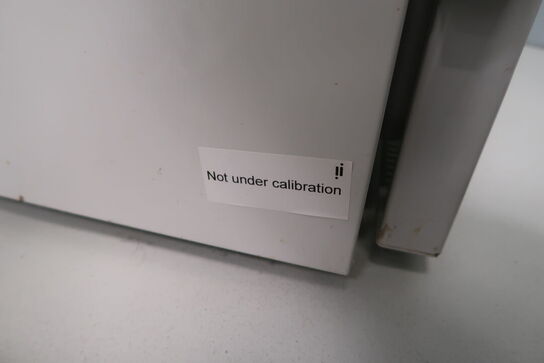 Not under calibration